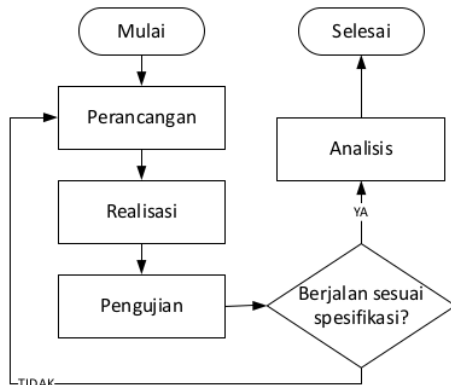 Mulai
Perancangan
Realisasi
Pengujian
Berjalan sesuai
spesifikasi?
YA
Analisis
Selesai
TIDAK